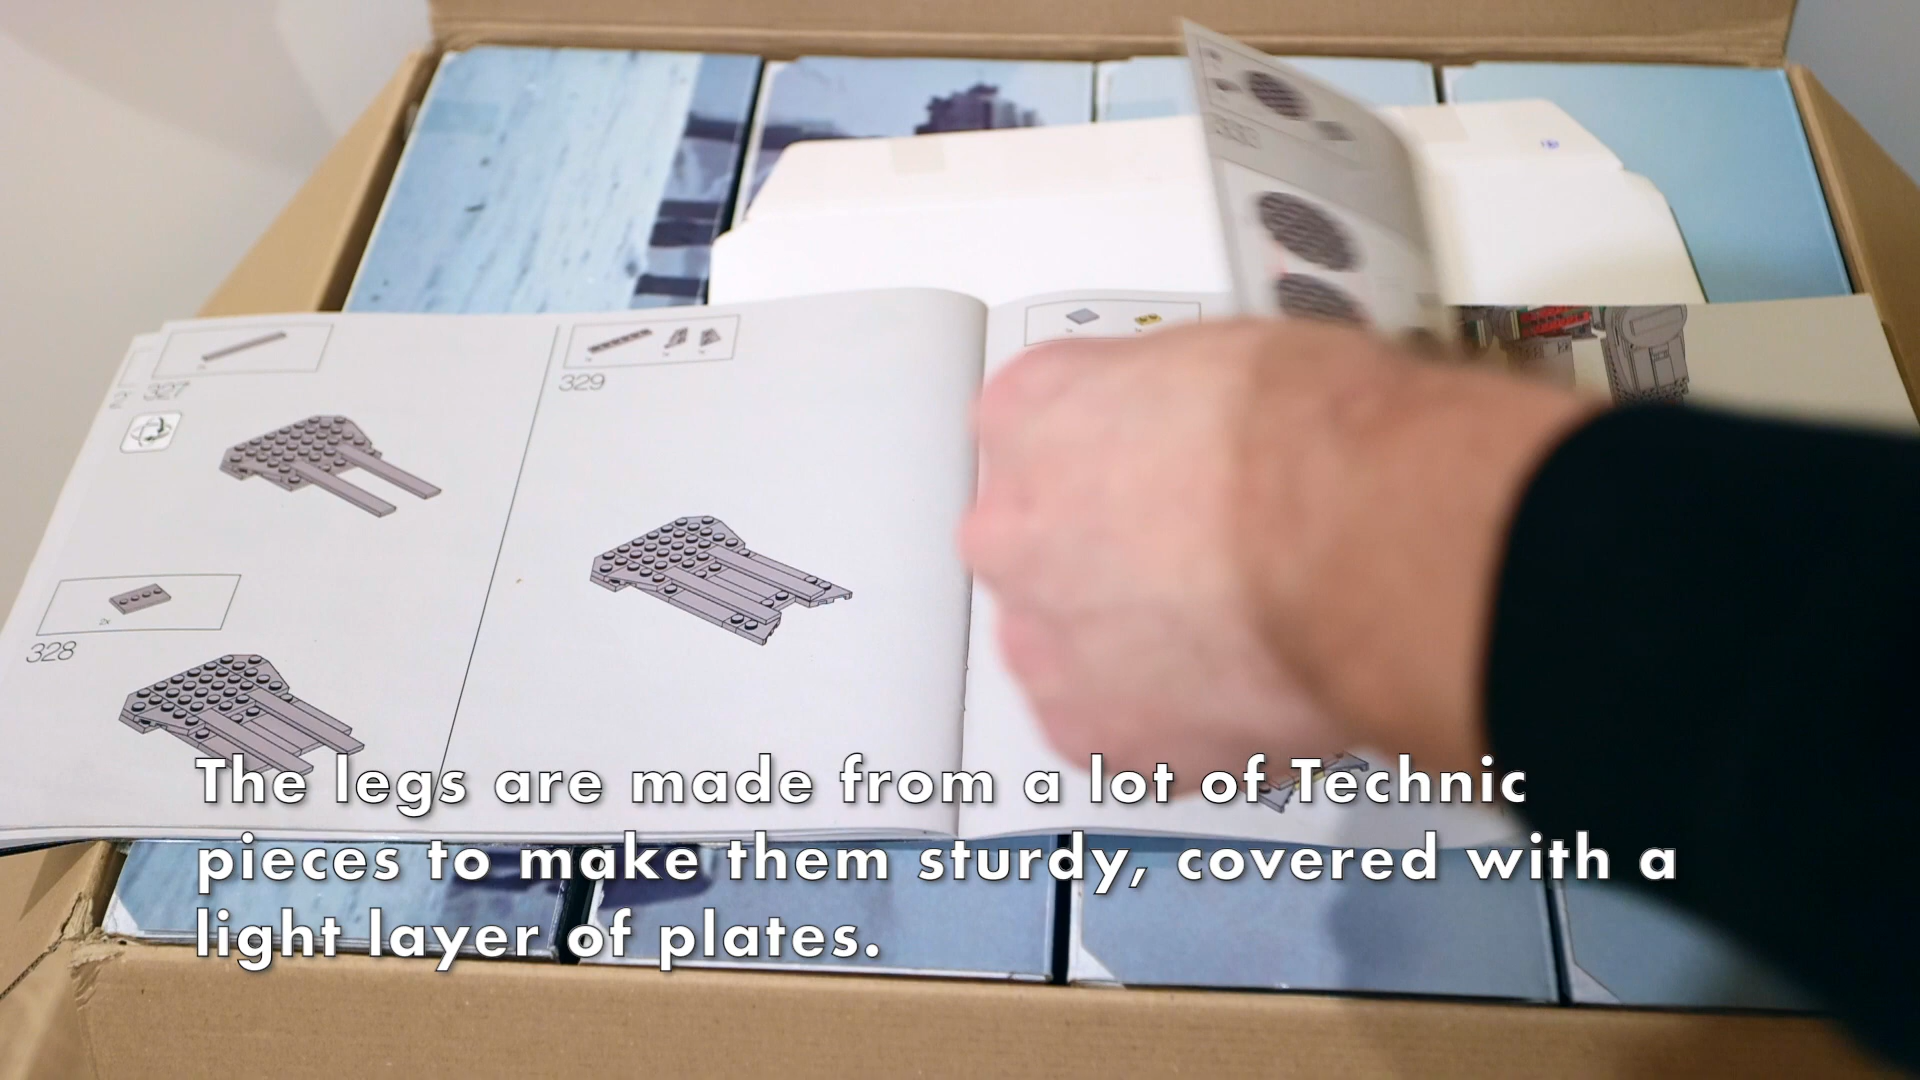 327
329
328
The legs are made from a lot of Technic
pieces to make them sturdy, covered with a
light layer of plates.